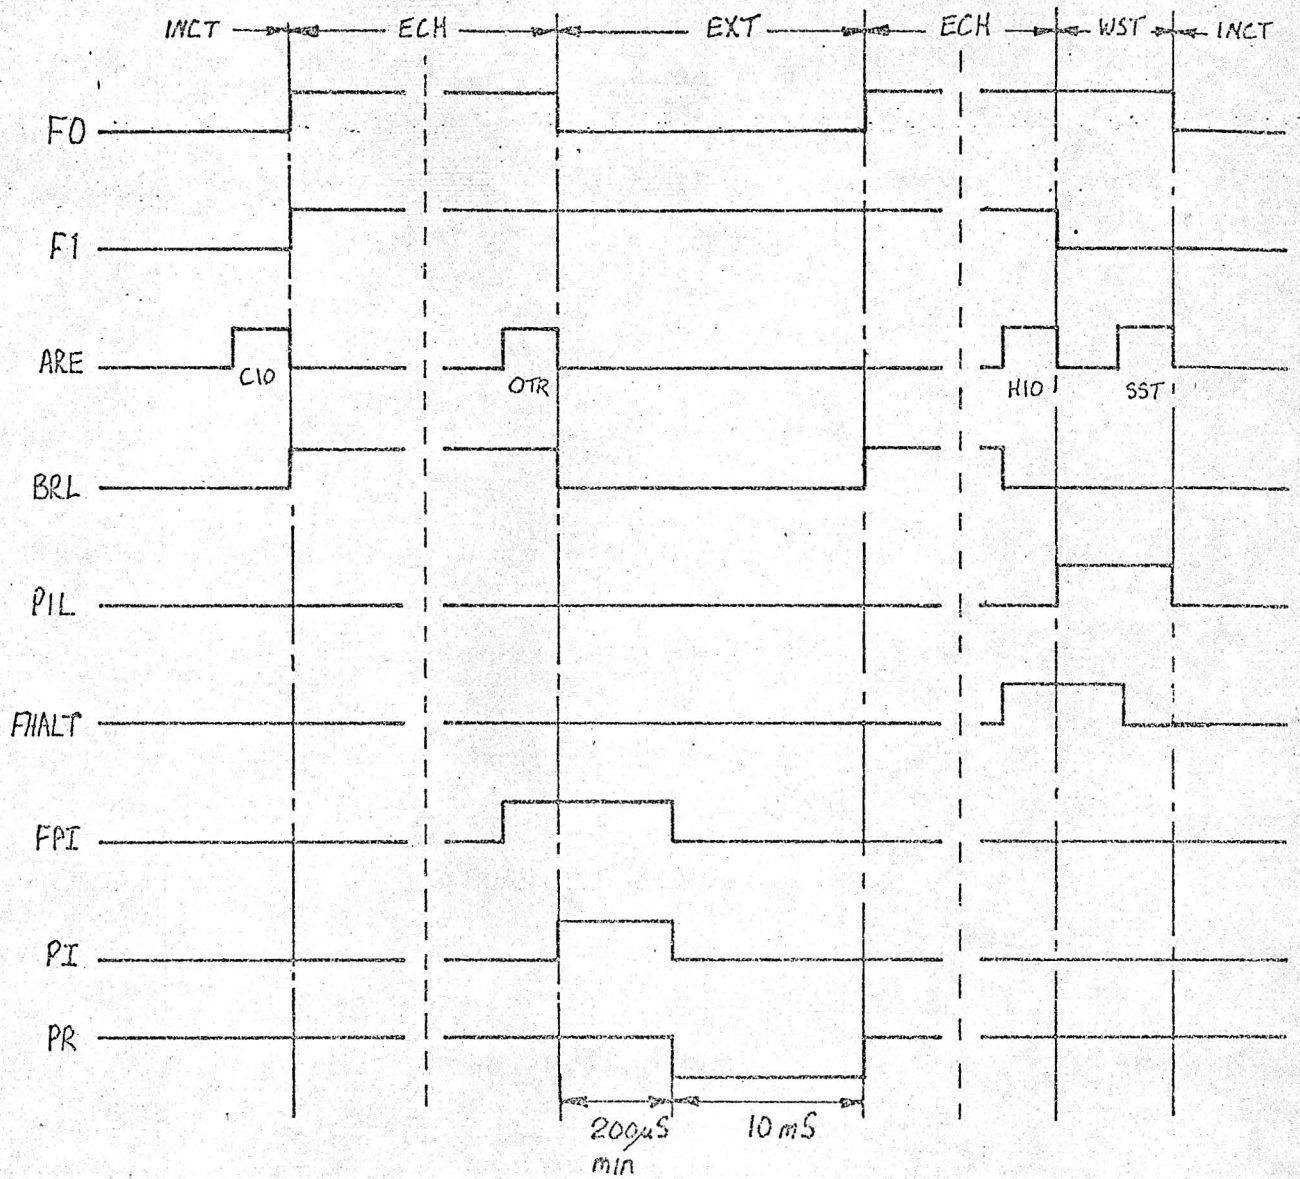 INCT ECH EXT ECH WST INCT
F0
F1
ARE
CIO OTR HIO SST
BRL
PIL
FHALT
FPI
PI
PR
200µS 10mS
min